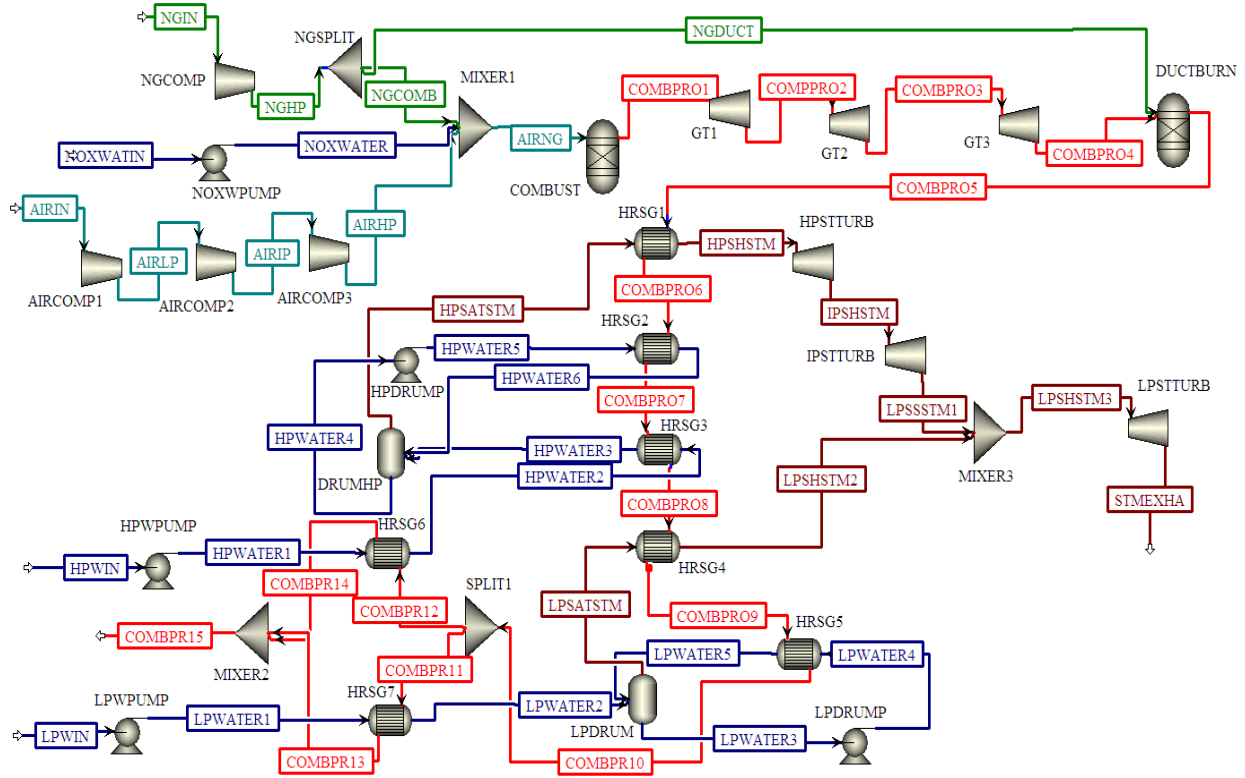 NGIN
NGSPLIT
NGDUCT
NGCOMP
MIXER1
DUCTBURN
NGHP
NGCOMB
COMBPRO1
COMPPRO2
COMBPRO3
GT1
GT2
GT3
NOXWATIN
NOXWATER
AIRNG
COMBPRO4
NOXWPUMP
COMBUST
COMBPRO5
AIRIN
AIRHP
HRSG1
HPSTTURB
HPSHSTM
AIRLP
AIRIP
AIRCOMP1
AIRCOMP2
AIRCOMP3
COMBPRO6
HPSATSTM
IPSHSTM
HRSG2
HPWATER5
IPSTTURB
HPDRUMP
HPWATER6
LPSTTURB
COMBPRO7
LPSSSTM1
LPSHSTM3
HPWATER4
HRSG3
HPWATER3
DRUMHP
HPWATER2
LPSHSTM2
MIXER3
COMBPRO8
STMEXHA
HPWPUMP
HRSG6
HPWATER1
HPWIN
HRSG4
COMBPR14
SPLIT1
COMBPR12
LPSATSTM
COMBPRO9
HRSG5
COMBPR15
LPWATER5
LPWATER4
MIXER2
COMBPR11
LPWPUMP
HRSG7
LPWATER1
LPWATER2
LPDRUM
LPDRUMP
LPWIN
LPWATER3
COMBPR13
COMBPR10